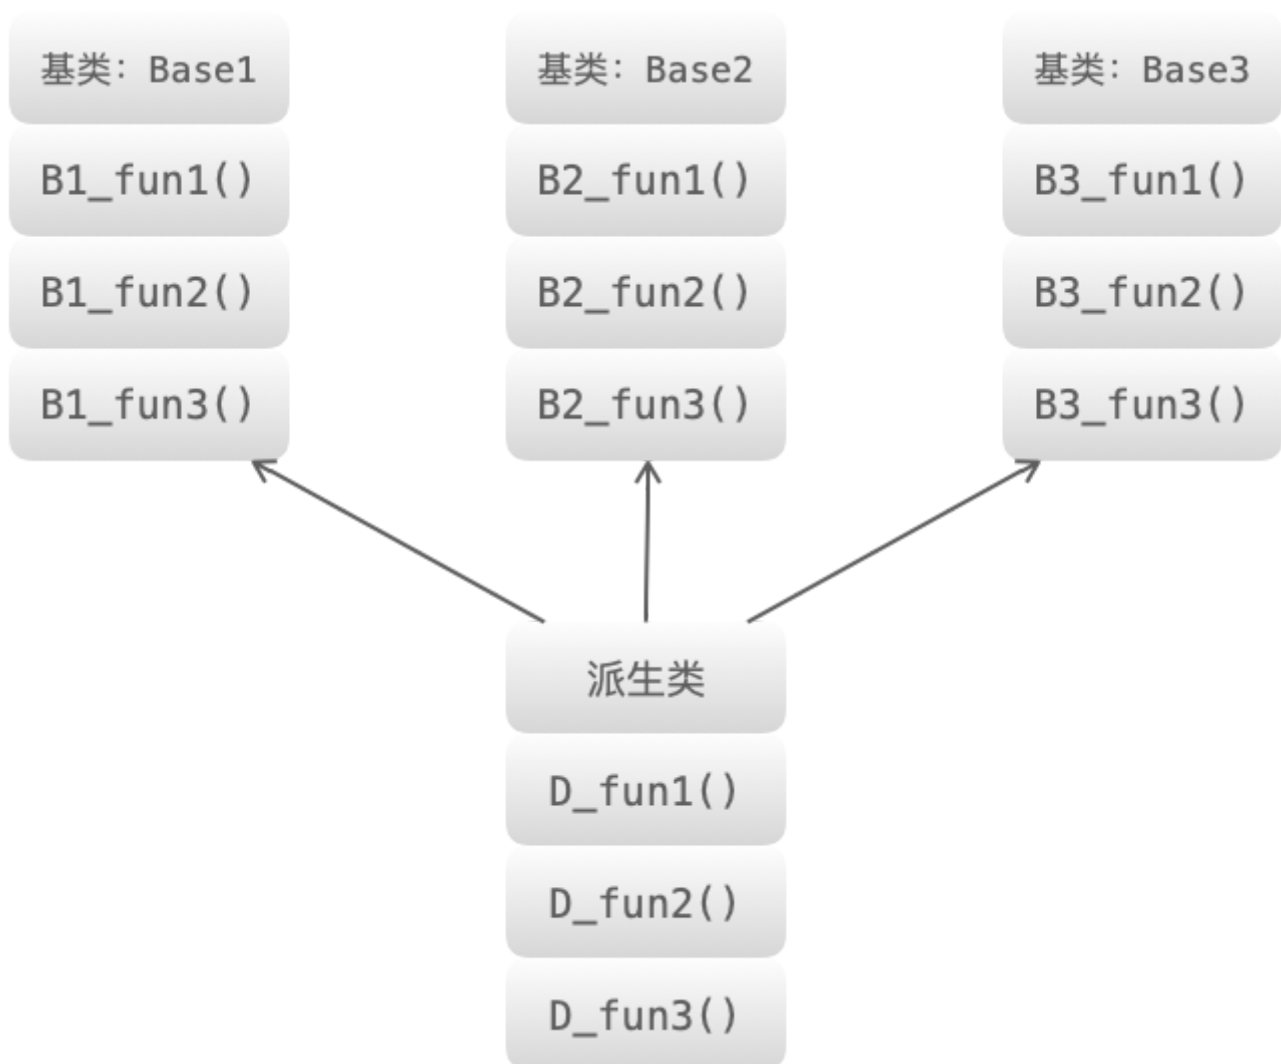 基类：Base1
B1_fun1()
B1_fun2()
B1_fun3()
基类：Base2
B2_fun1()
B2_fun2()
B2_fun3()
基类：Base3
B3_fun1()
B3_fun2()
B3_fun3()
派生类
D_fun1()
D_fun2()
D_fun3()